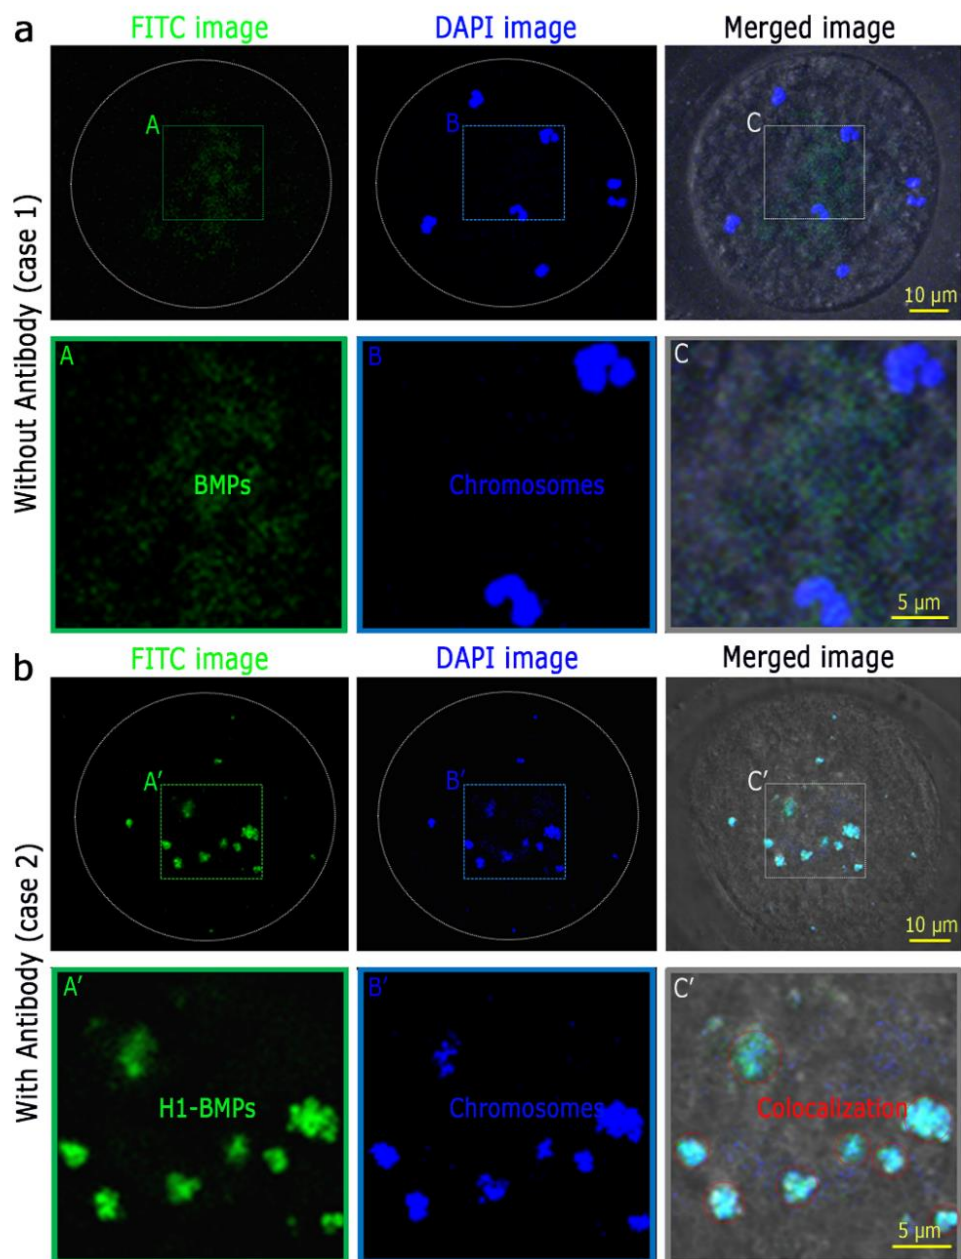 a
FITC image DAPI image Merged image
Without Antibody (case 1)
A B C
10 µm
A B C
BMPs Chromosomes
5 µm
b
FITC image DAPI image Merged image
With Antibody (case 2)
A′ B′ C′
10 µm
A′ B′ C′
H1-BMPs Chromosomes Colocalization
5 µm